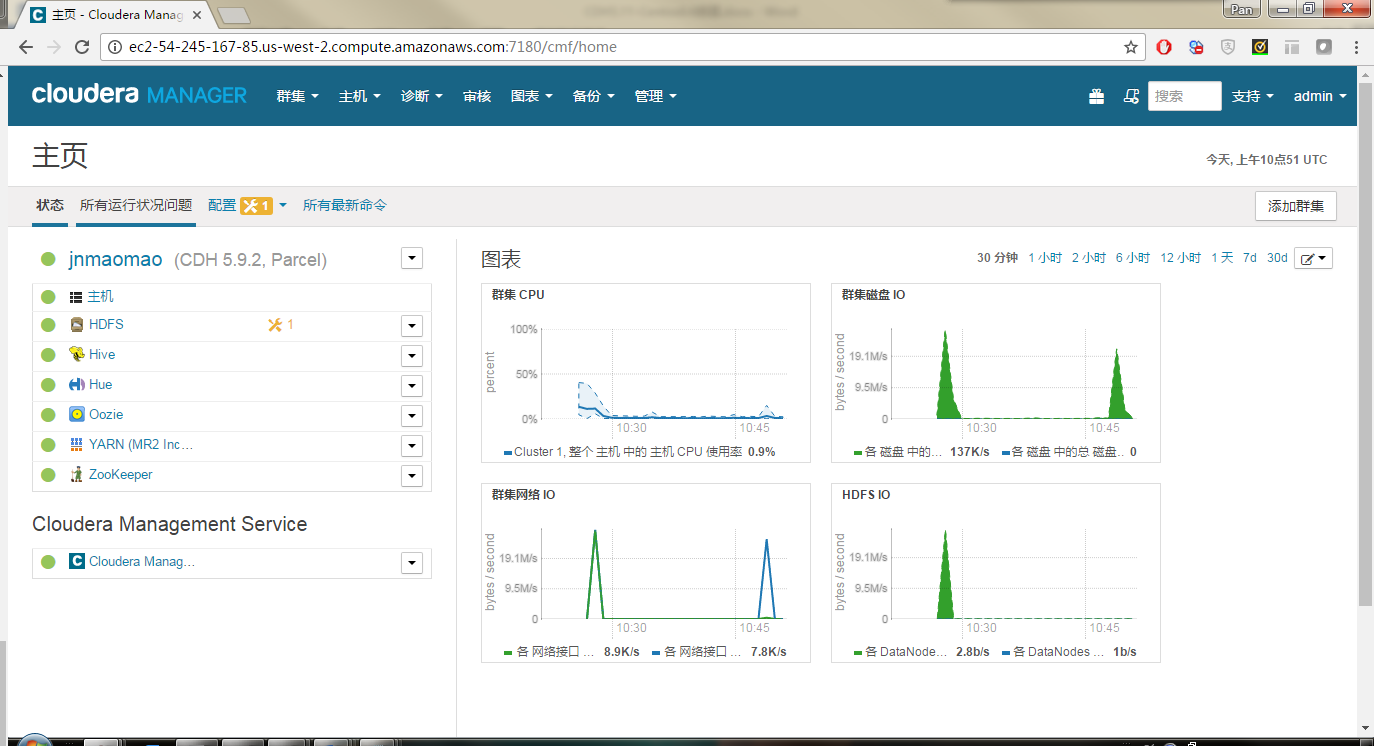 主页 - Cloudera Manag
Pan
ec2-54-245-167-85.us-west-2.compute.amazonaws.com:7180/cmf/home
cloudera MANAGER 群集 主机 诊断 审核 图表 备份 管理 搜索 支持 admin
主页
今天, 上午10点51 UTC
状态 所有运行状况问题 配置 1 所有最新命令 添加群集
jnmaomao (CDH 5.9.2, Parcel)
主机
HDFS 1
Hive
Hue
Oozie
YARN (MR2 Inc...
ZooKeeper
Cloudera Management Service
Cloudera Manag...
图表 30 分钟 1 小时 2 小时 6 小时 12 小时 1 天 7d 30d
群集 CPU
percent
100%
50%
0%
10:30 10:45
Cluster 1, 整个 主机 中的 主机 CPU 使用率 0.9%
群集磁盘 IO
bytes / second
19.1M/s
9.5M/s
0
10:30 10:45
各 磁盘 中的... 137K/s 各 磁盘 中的总 磁盘.. 0
群集网络 IO
bytes / second
19.1M/s
9.5M/s
0
10:30 10:45
各 网络接口 ... 8.9K/s 各 网络接口 ... 7.8K/s
HDFS IO
bytes / second
19.1M/s
9.5M/s
0
10:30 10:45
各 DataNode... 2.8b/s 各 DataNodes ... 1b/s